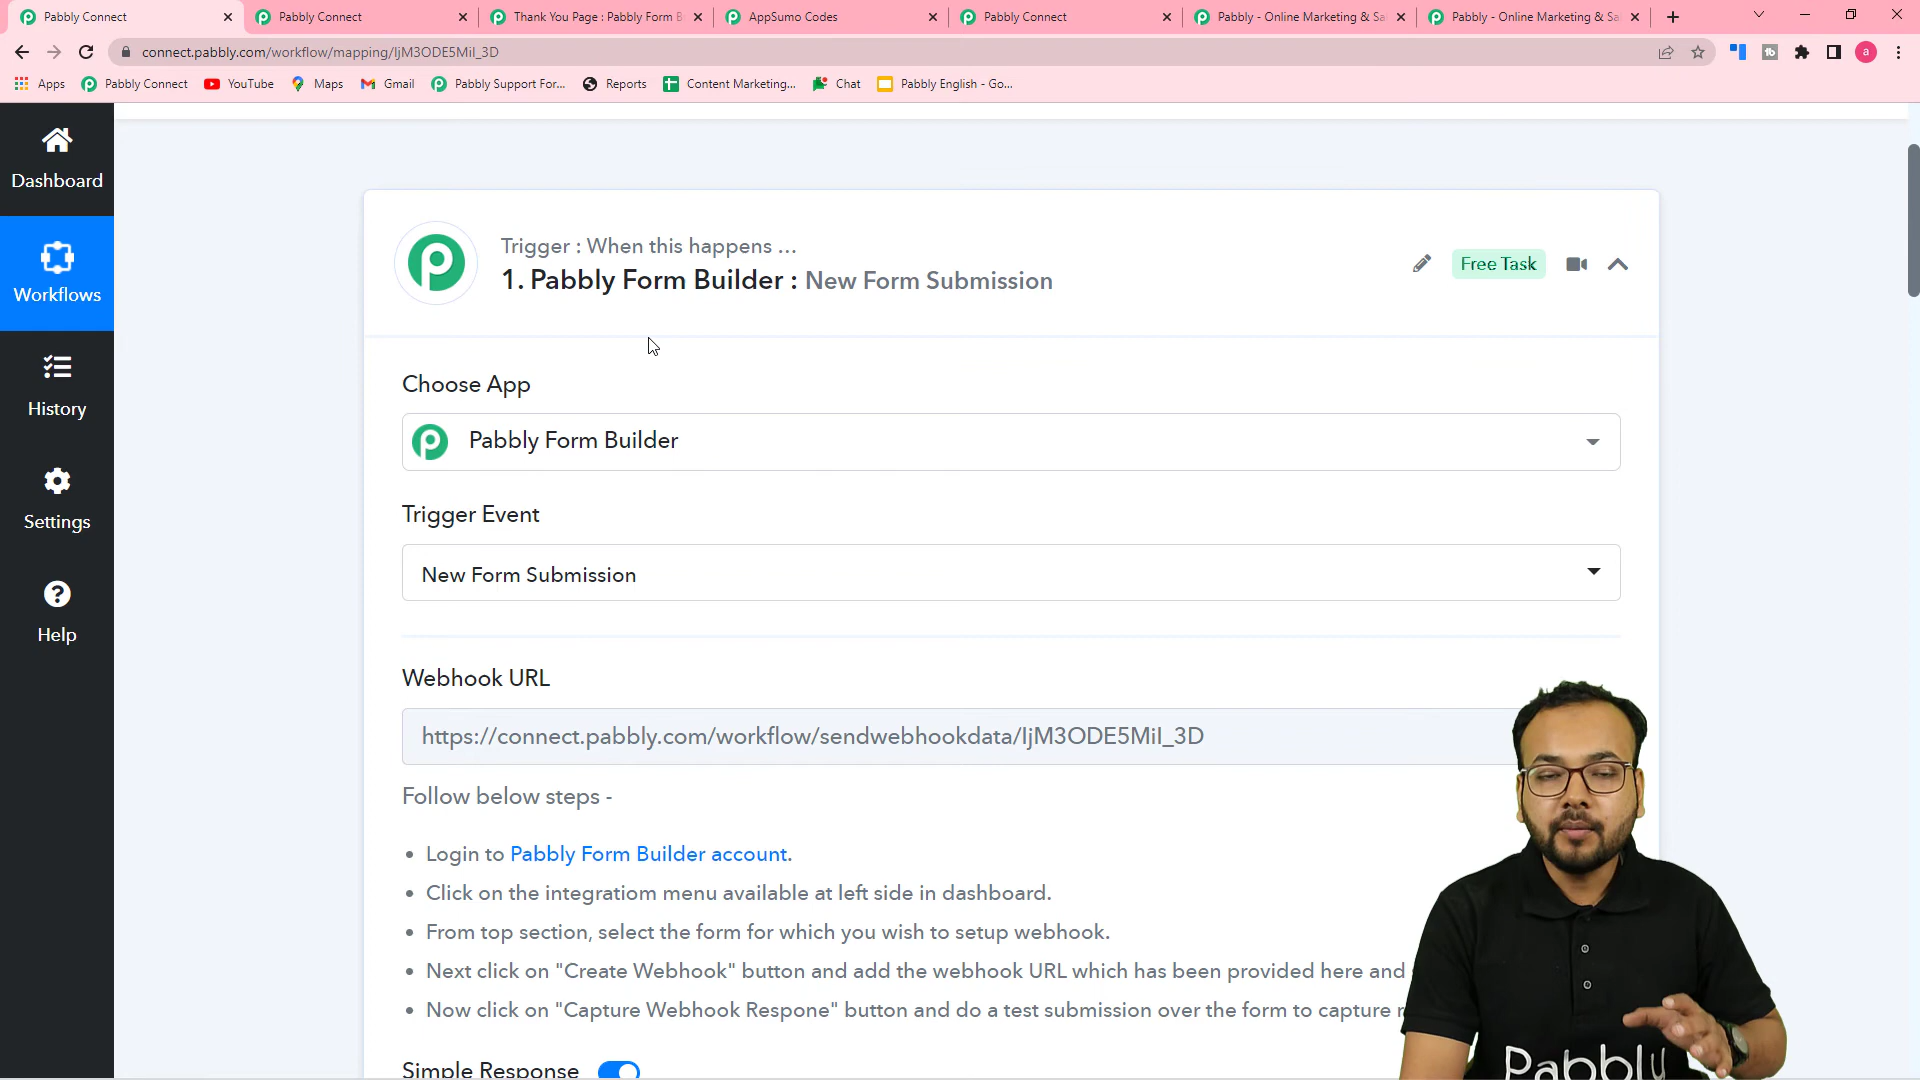 Pabbly Connect
Pabbly Connect
Thank You Page : Pabbly Form B
AppSumo Codes
Pabbly Connect
Pabbly - Online Marketing & Sa
Pabbly - Online Marketing & Sa
connect.pabbly.com/workflow/mapping/IjM3ODE5MiI_3D
a
Apps
Pabbly Connect
YouTube
Maps
Gmail
Pabbly Support For...
Reports
Content Marketing...
Chat
Pabbly English - Go...
Dashboard
Workflows
History
Settings
Help
Trigger : When this happens ...
1. Pabbly Form Builder : New Form Submission
Free Task
Choose App
Pabbly Form Builder
Trigger Event
New Form Submission
Webhook URL
https://connect.pabbly.com/workflow/sendwebhookdata/IjM3ODE5MiI_3D
Follow below steps -
• Login to Pabbly Form Builder account.
• Click on the integratiom menu available at left side in dashboard.
• From top section, select the form for which you wish to setup webhook.
• Next click on "Create Webhook" button and add the webhook URL which has been provided here and
• Now click on "Capture Webhook Respone" button and do a test submission over the form to capture
Simple Response
Pabbly